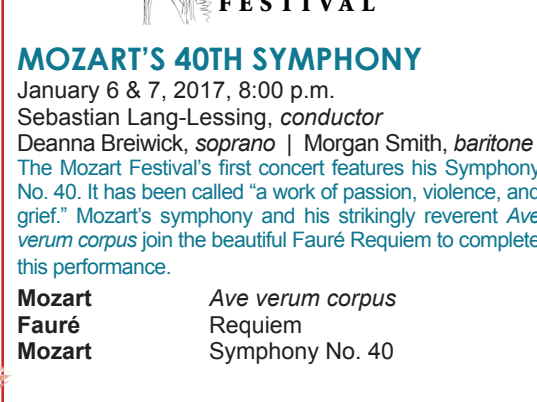 FESTIVAL
MOZART'S 40TH SYMPHONY
January 6 & 7, 2017, 8:00 p.m.
Sebastian Lang-Lessing, conductor
Deanna Breiwick, soprano | Morgan Smith, baritone
The Mozart Festival's first concert features his Symphony
No. 40. It has been called “a work of passion, violence, and
grief.” Mozart's symphony and his strikingly reverent Ave
verum corpus join the beautiful Fauré Requiem to complete
this performance.
Mozart Ave verum corpus
Fauré Requiem
Mozart Symphony No. 40